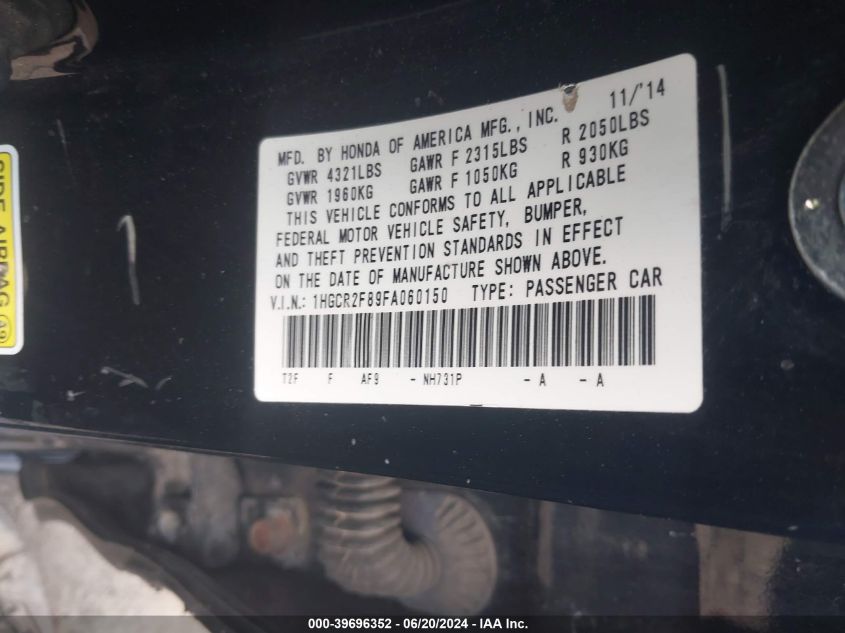 MFD. BY HONDA OF AMERICA MFG., INC. 11/'14
GVWR 4321LBS GAWR F 2315LBS R 2050LBS
GVWR 1960KG GAWR F 1050KG R 930KG
THIS VEHICLE CONFORMS TO ALL APPLICABLE
FEDERAL MOTOR VEHICLE SAFETY, BUMPER,
AND THEFT PREVENTION STANDARDS IN EFFECT
ON THE DATE OF MANUFACTURE SHOWN ABOVE.
V.I.N.: 1HGCR2F89FA060150 TYPE: PASSENGER CAR
T2F F AF9 - NH731P - A - A
SIDE AIRBAG
000-39696352 / 06/20/2024 - IAA Inc.